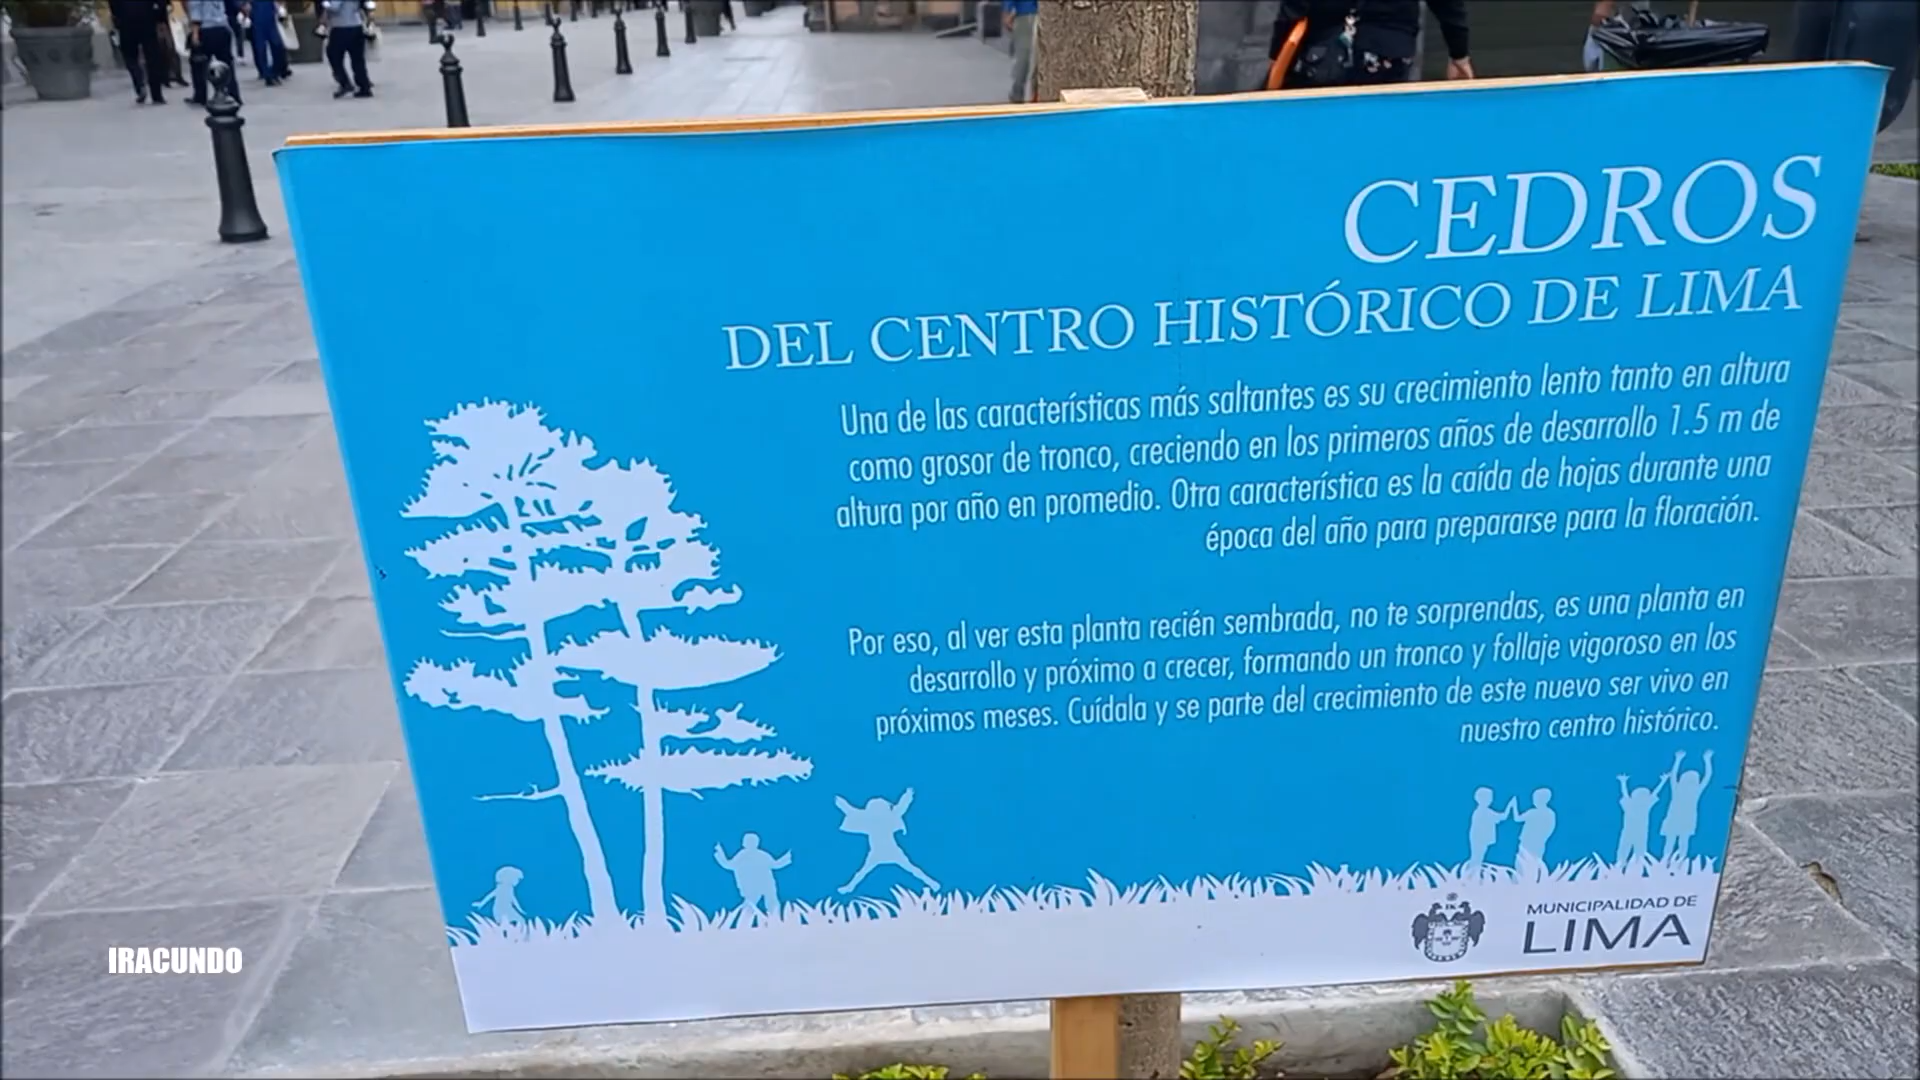 CEDROS
DEL CENTRO HISTÓRICO DE LIMA
Una de las características más saltantes es su crecimiento lento tanto en altura
como grosor de tronco, creciendo en los primeros años de desarrollo 1.5 m de
altura por año en promedio. Otra característica es la caída de hojas durante una
época del año para prepararse para la floración.
Por eso, al ver esta planta recién sembrada, no te sorprendas, es una planta en
desarrollo y próximo a crecer, formando un tronco y follaje vigoroso en los
próximos meses. Cuídala y se parte del crecimiento de este nuevo ser vivo en
nuestro centro histórico.
MUNICIPALIDAD DE
LIMA
IRACUNDO